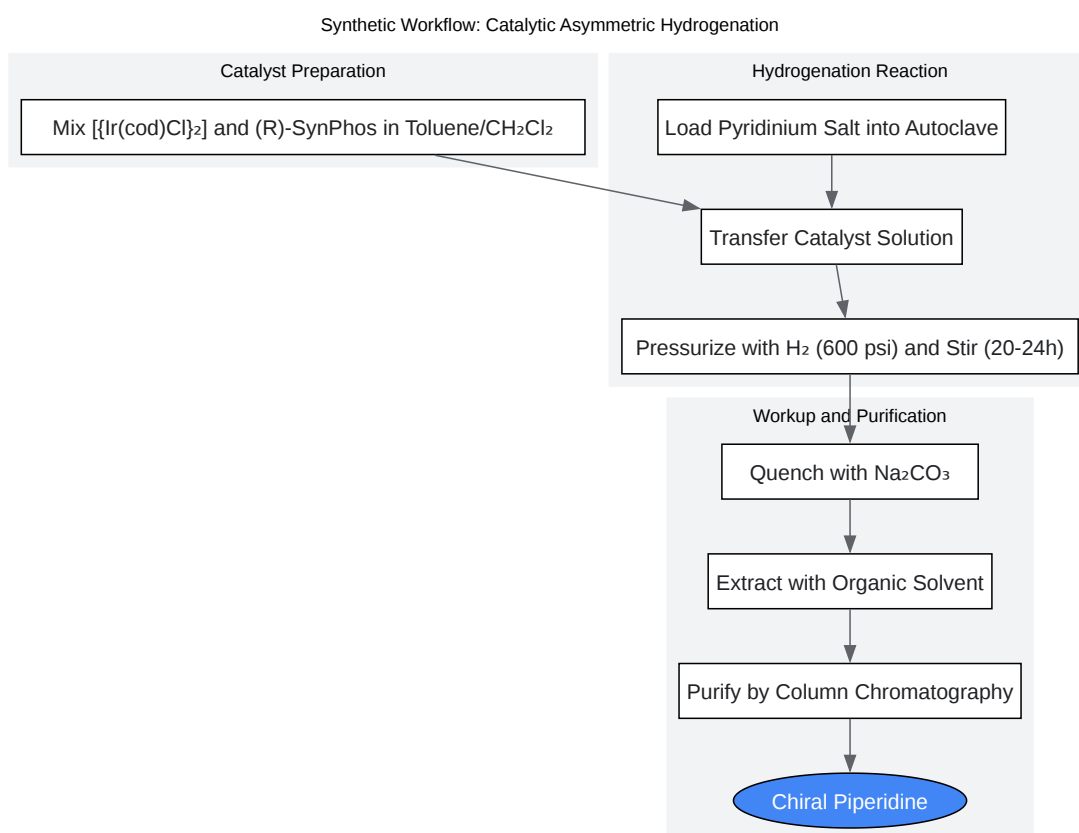 Synthetic Workflow: Catalytic Asymmetric Hydrogenation
Catalyst Preparation
Mix [{Ir(cod)Cl}₂] and (R)-SynPhos in Toluene/CH₂Cl₂
Hydrogenation Reaction
Load Pyridinium Salt into Autoclave
Transfer Catalyst Solution
Pressurize with H₂ (600 psi) and Stir (20-24h)
Workup and Purification
Quench with Na₂CO₃
Extract with Organic Solvent
Purify by Column Chromatography
Chiral Piperidine